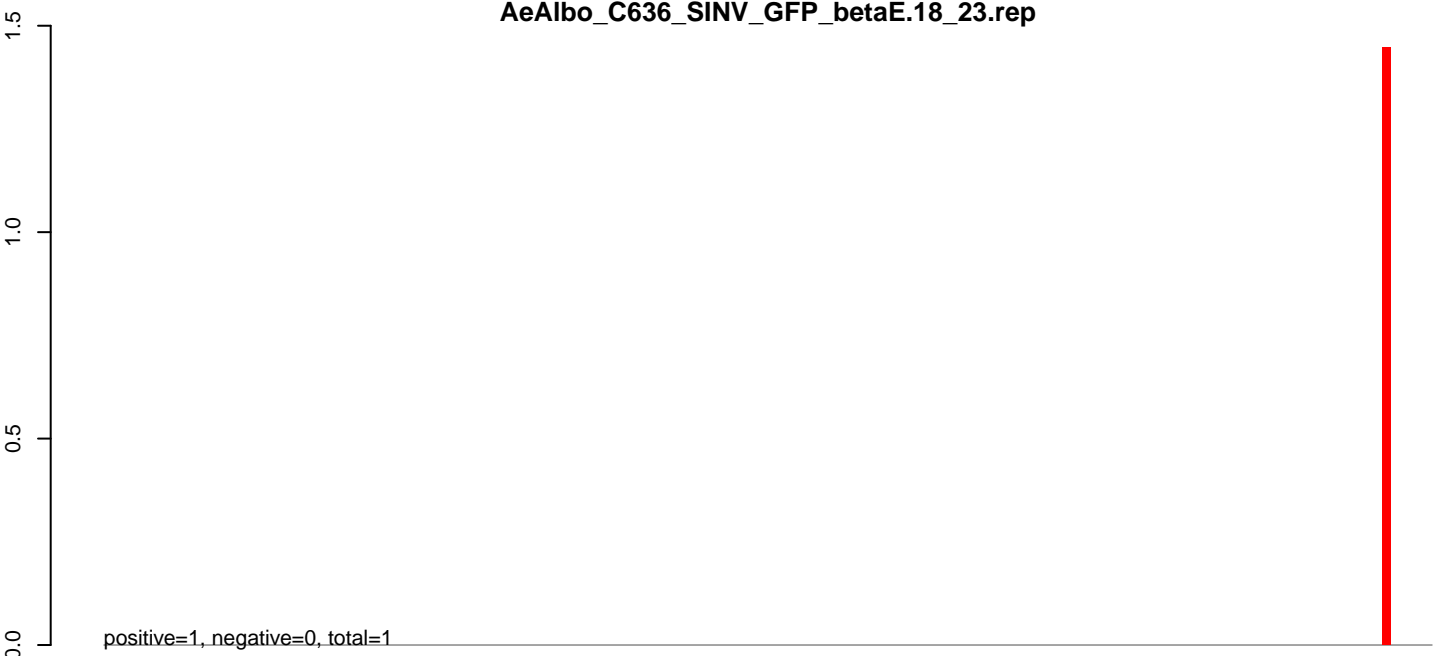 AeAlbo_C636_SINV_GFP_betaE.18_23.rep
1.5
1.0
0.5
0.0
positive=1, negative=0, total=1